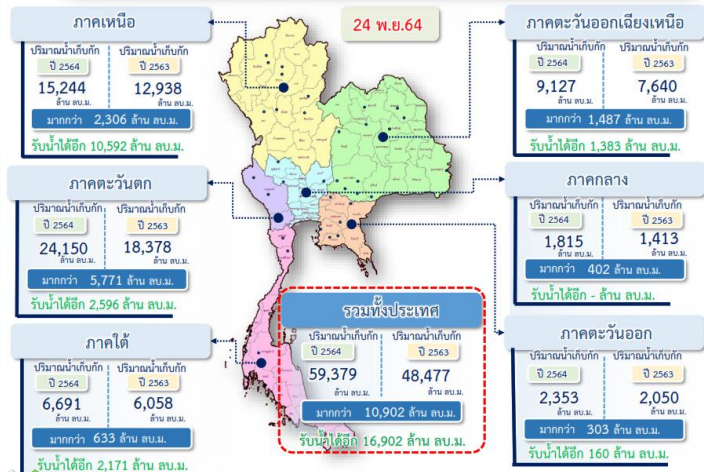 24 พ.ย.64
ภาคเหนือ
ปริมาณน้ำเก็บกัก ปริมาณน้ำเก็บกัก
ปี 2564 ปี 2563
15,244 12,938
ล้าน ลบ.ม. ล้าน ลบ.ม.
มากกว่า 2,306 ล้าน ลบ.ม.
รับน้ำได้อีก 10,592 ล้าน ลบ.ม.
ภาคตะวันออกเฉียงเหนือ
ปริมาณน้ำเก็บกัก ปริมาณน้ำเก็บกัก
ปี 2564 ปี 2563
9,127 7,640
ล้าน ลบ.ม. ล้าน ลบ.ม.
มากกว่า 1,487 ล้าน ลบ.ม.
รับน้ำได้อีก 1,383 ล้าน ลบ.ม.
ภาคตะวันตก
ปริมาณน้ำเก็บกัก ปริมาณน้ำเก็บกัก
ปี 2564 ปี 2563
24,150 18,378
ล้าน ลบ.ม. ล้าน ลบ.ม.
มากกว่า 5,771 ล้าน ลบ.ม.
รับน้ำได้อีก 2,596 ล้าน ลบ.ม.
ภาคกลาง
ปริมาณน้ำเก็บกัก ปริมาณน้ำเก็บกัก
ปี 2564 ปี 2563
1,815 1,413
ล้าน ลบ.ม. ล้าน ลบ.ม.
มากกว่า 402 ล้าน ลบ.ม.
รับน้ำได้อีก - ล้าน ลบ.ม.
ภาคใต้
ปริมาณน้ำเก็บกัก ปริมาณน้ำเก็บกัก
ปี 2564 ปี 2563
6,691 6,058
ล้าน ลบ.ม. ล้าน ลบ.ม.
มากกว่า 633 ล้าน ลบ.ม.
รับน้ำได้อีก 2,171 ล้าน ลบ.ม.
รวมทั้งประเทศ
ปริมาณน้ำเก็บกัก ปริมาณน้ำเก็บกัก
ปี 2564 ปี 2563
59,379 48,477
ล้าน ลบ.ม. ล้าน ลบ.ม.
มากกว่า 10,902 ล้าน ลบ.ม.
รับน้ำได้อีก 16,902 ล้าน ลบ.ม.
ภาคตะวันออก
ปริมาณน้ำเก็บกัก ปริมาณน้ำเก็บกัก
ปี 2564 ปี 2563
2,353 2,050
ล้าน ลบ.ม. ล้าน ลบ.ม.
มากกว่า 303 ล้าน ลบ.ม.
รับน้ำได้อีก 160 ล้าน ลบ.ม.